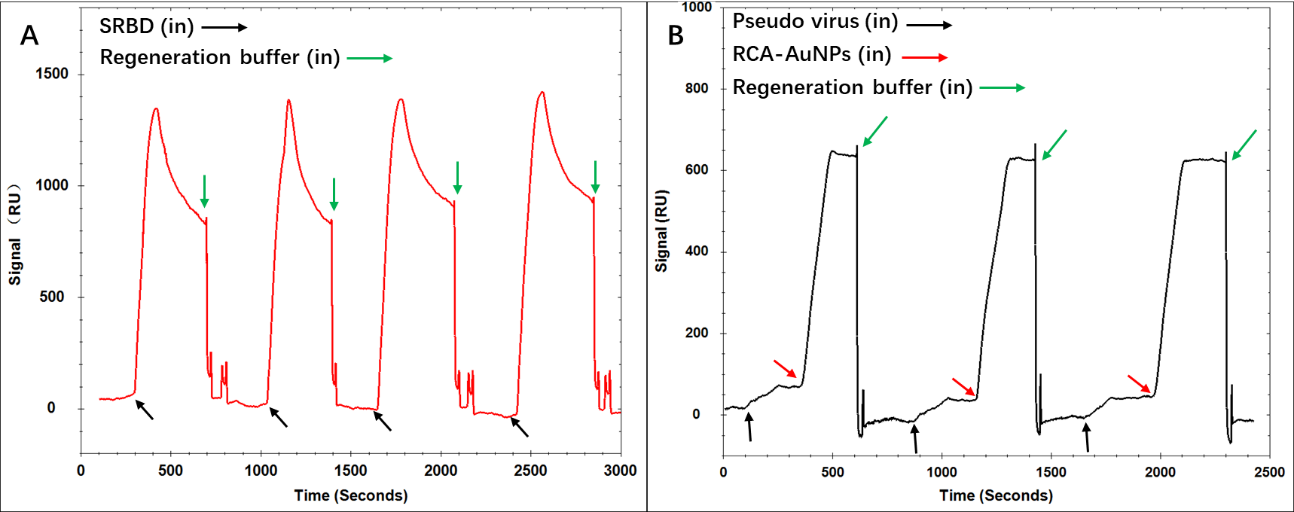 A
SRBD (in)
Regeneration buffer (in)
1500
1000
500
0
Signal （RU）
0
500
1000
1500
2000
2500
3000
Time (Seconds)
B
Pseudo virus (in)
RCA-AuNPs (in)
Regeneration buffer (in)
1000
800
600
400
200
0
Signal (RU)
0
500
1000
1500
2000
2500
Time (Seconds)